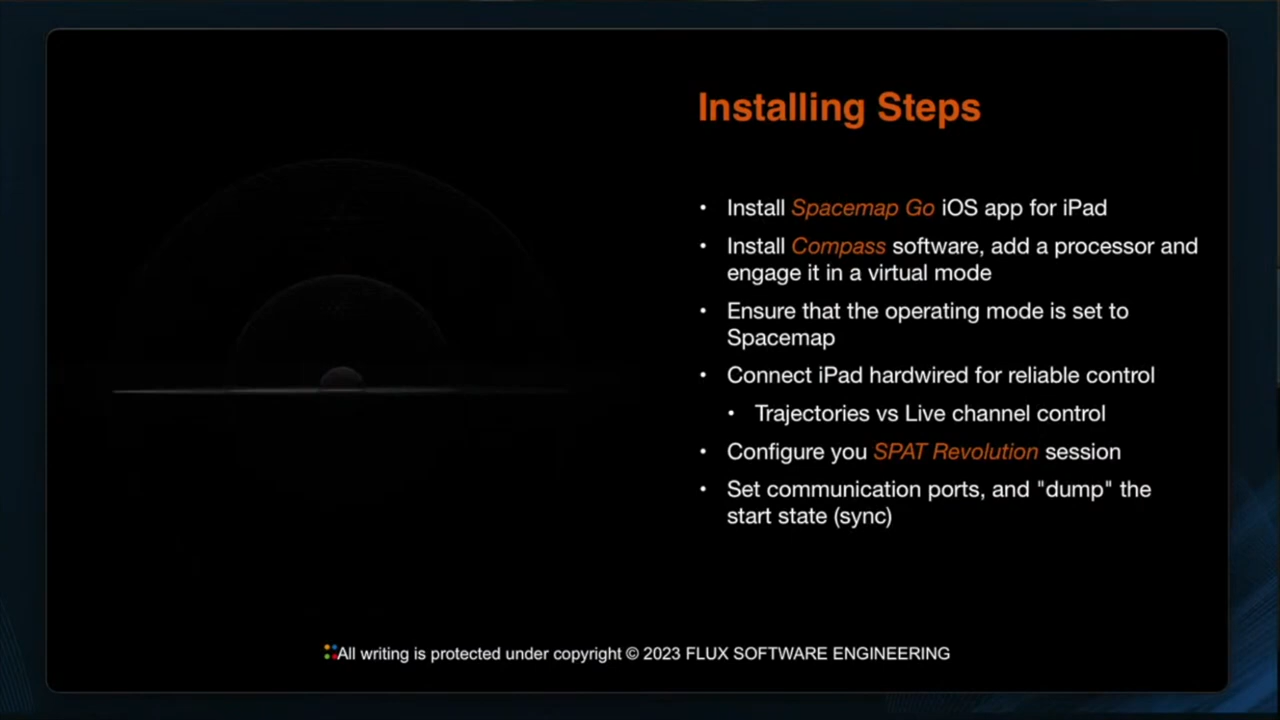 Installing Steps
• Install Spacemap Go iOS app for iPad
• Install Compass software, add a processor and
engage it in a virtual mode
• Ensure that the operating mode is set to
Spacemap
• Connect iPad hardwired for reliable control
• Trajectories vs Live channel control
• Configure you SPAT Revolution session
• Set communication ports, and "dump" the
start state (sync)
All writing is protected under copyright © 2023 FLUX SOFTWARE ENGINEERING